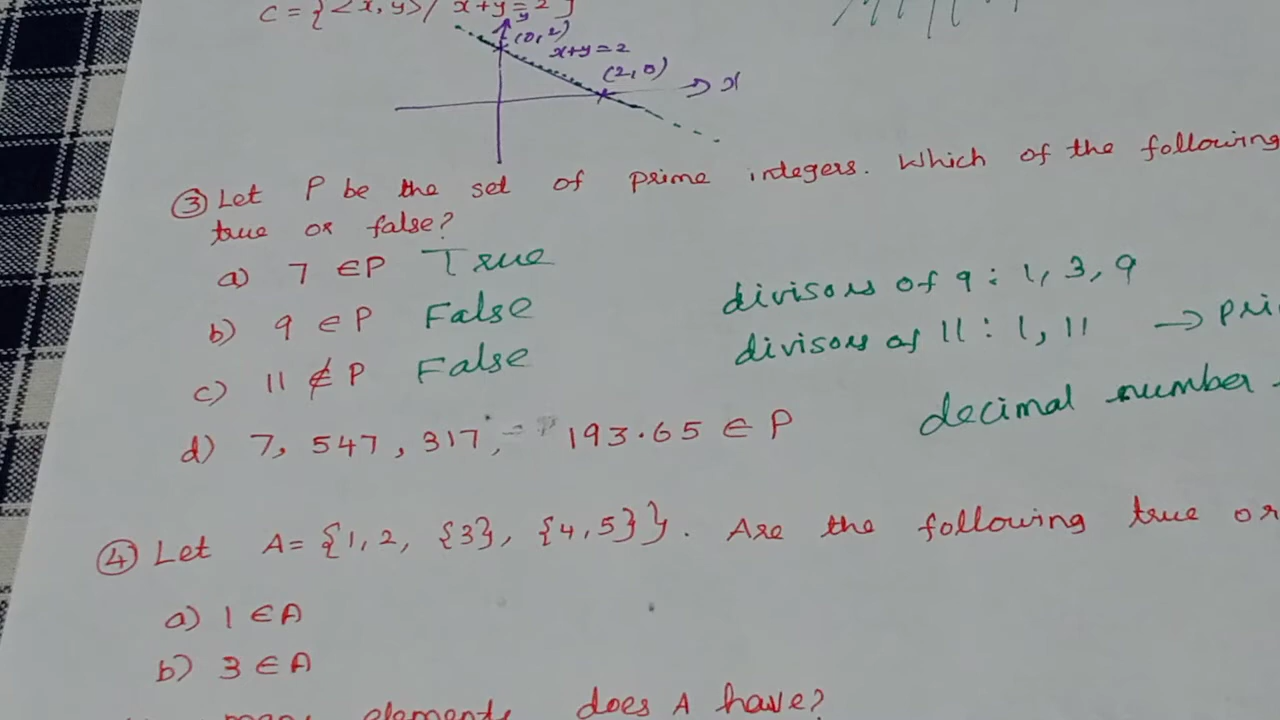 C = {<x, y> / x+y=2}
y
(0,2)
x+y=2
(2,0)
x
③ Let P be the set of prime integers. Which of the following
true or false?
a) 7 ∈ P True
b) 9 ∈ P False divisors of 9 : 1, 3, 9
c) 11 ∉ P False divisors of 11 : 1, 11 → pri
d) 7, 547, 317, 193.65 ∈ P decimal number
④ Let A = {1, 2, {3}, {4,5}}. Are the following true or
a) 1 ∈ A
b) 3 ∈ A
many elements does A have?